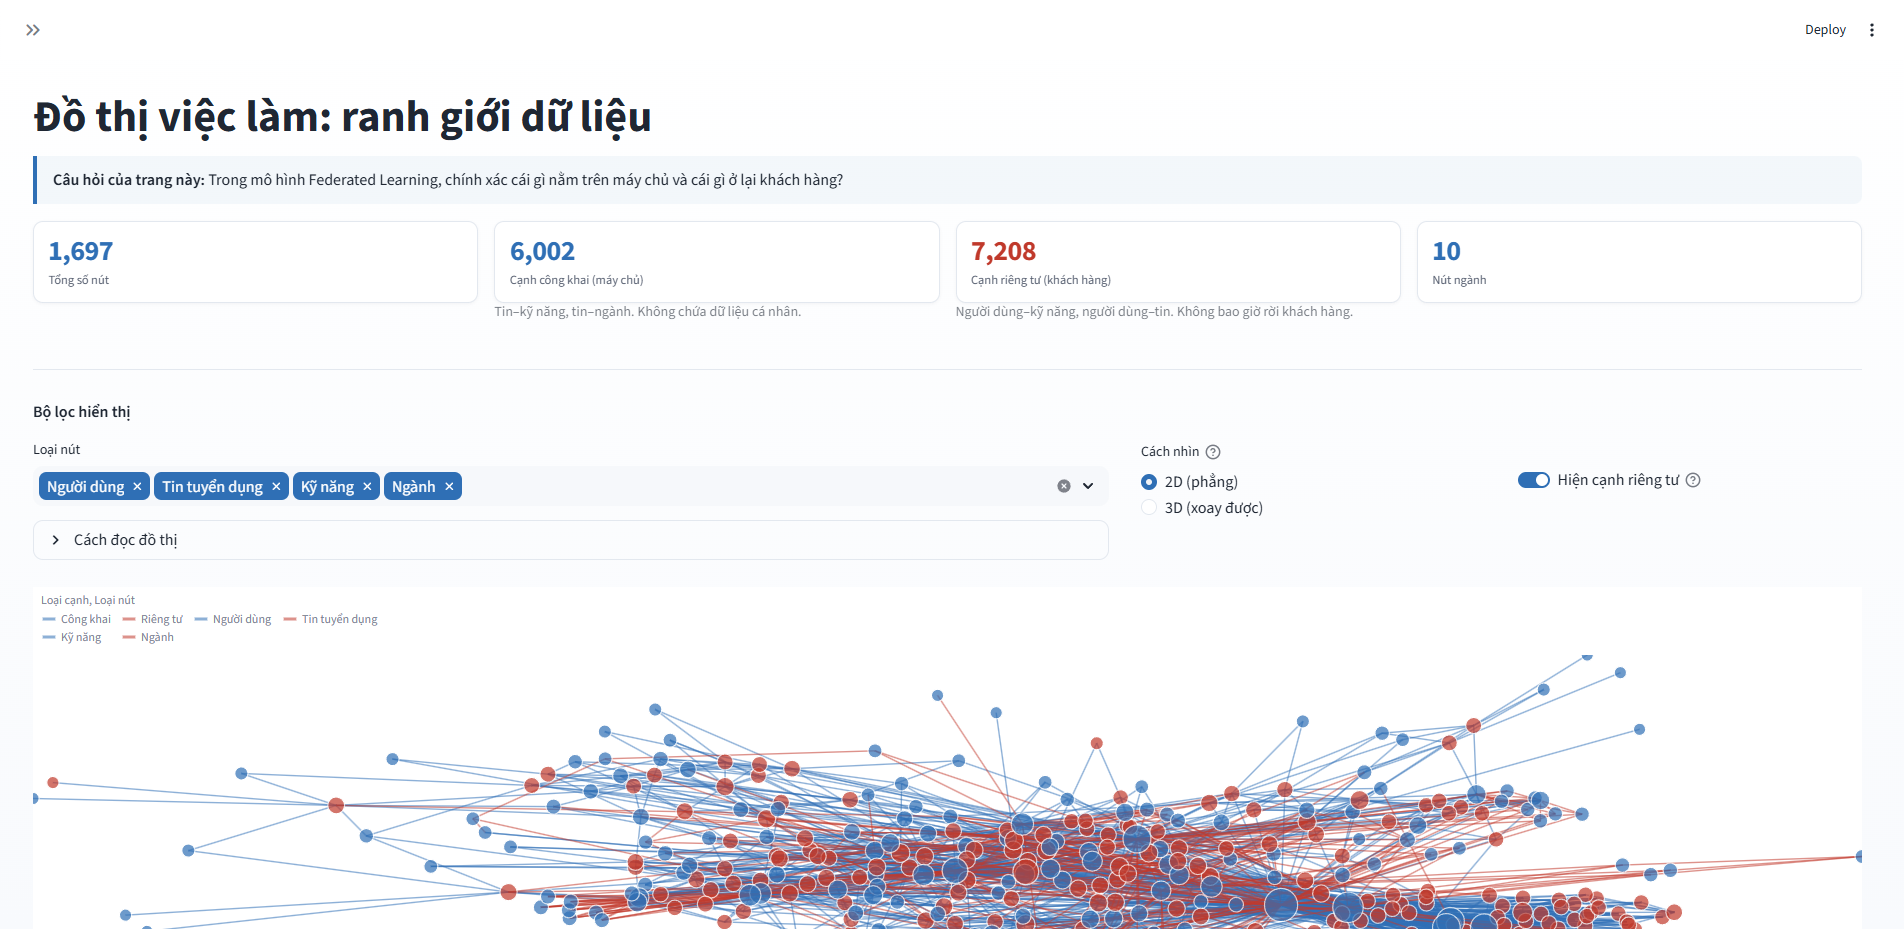 Deploy
Đồ thị việc làm: ranh giới dữ liệu
Câu hỏi của trang này: Trong mô hình Federated Learning, chính xác cái gì nằm trên máy chủ và cái gì ở lại khách hàng?
1,697
Tổng số nút
6,002
Cạnh công khai (máy chủ)
Tin–kỹ năng, tin–ngành. Không chứa dữ liệu cá nhân.
7,208
Cạnh riêng tư (khách hàng)
Người dùng–kỹ năng, người dùng–tin. Không bao giờ rời khách hàng.
10
Nút ngành
Bộ lọc hiển thị
Loại nút
Người dùng
Tin tuyển dụng
Kỹ năng
Ngành
Cách nhìn
2D (phẳng)
3D (xoay được)
Hiện cạnh riêng tư
Cách đọc đồ thị
Loại cạnh, Loại nút
Công khai Riêng tư Người dùng Tin tuyển dụng
Kỹ năng Ngành